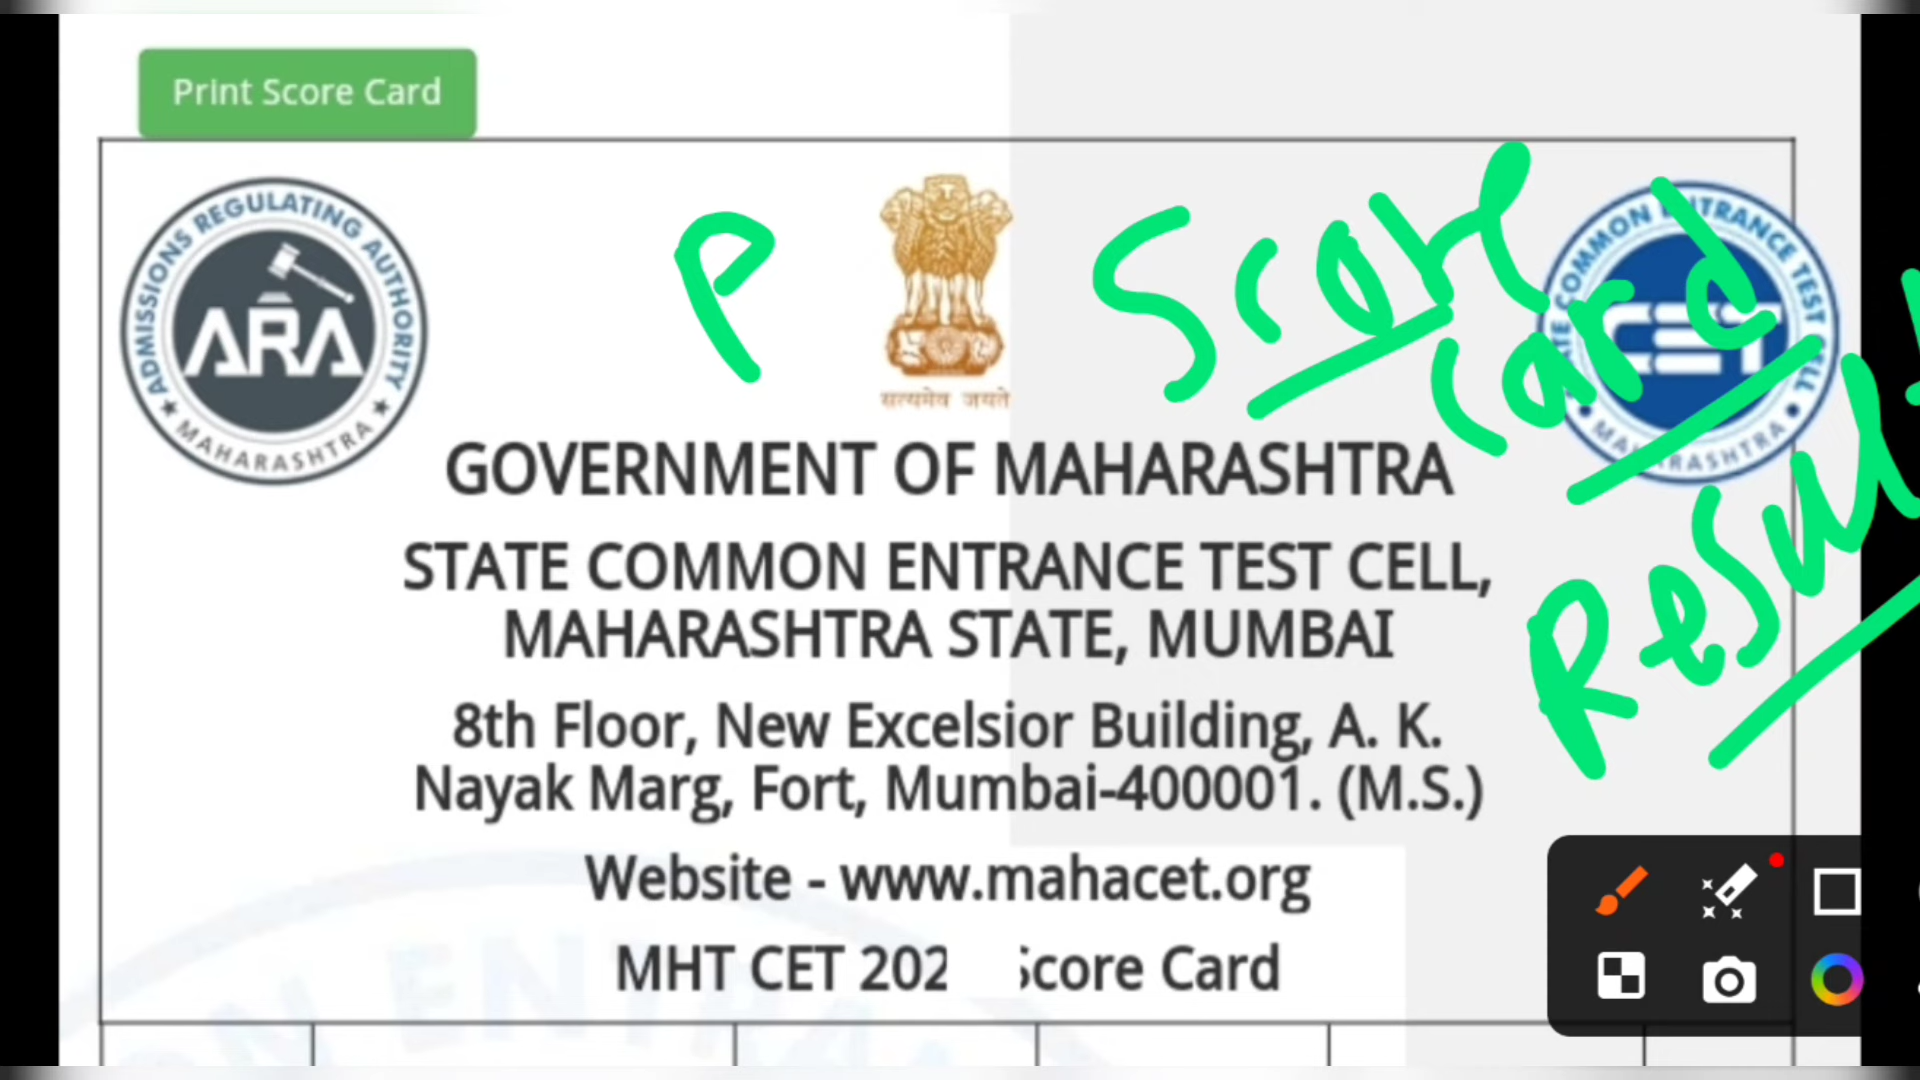 Print Score Card
ADMISSIONS REGULATING AUTHORITY
ARA
MAHARASHTRA
P
सत्यमेव जयते
Score
Card
Result
STATE COMMON ENTRANCE TEST CELL
CET
MAHARASHTRA
GOVERNMENT OF MAHARASHTRA
STATE COMMON ENTRANCE TEST CELL,
MAHARASHTRA STATE, MUMBAI
8th Floor, New Excelsior Building, A. K.
Nayak Marg, Fort, Mumbai-400001. (M.S.)
Website - www.mahacet.org
MHT CET 202 Score Card